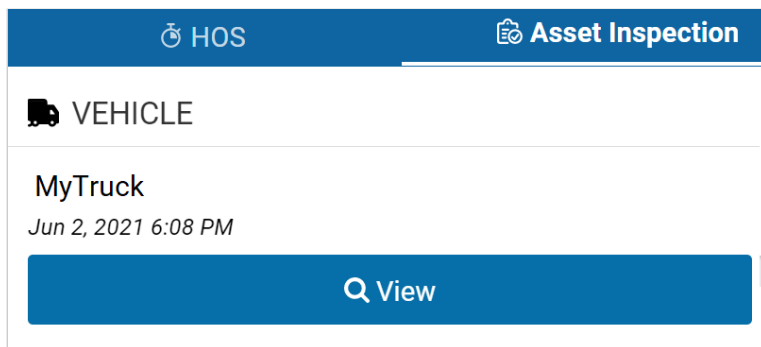 HOS
Asset Inspection
VEHICLE
MyTruck
Jun 2, 2021 6:08 PM
View